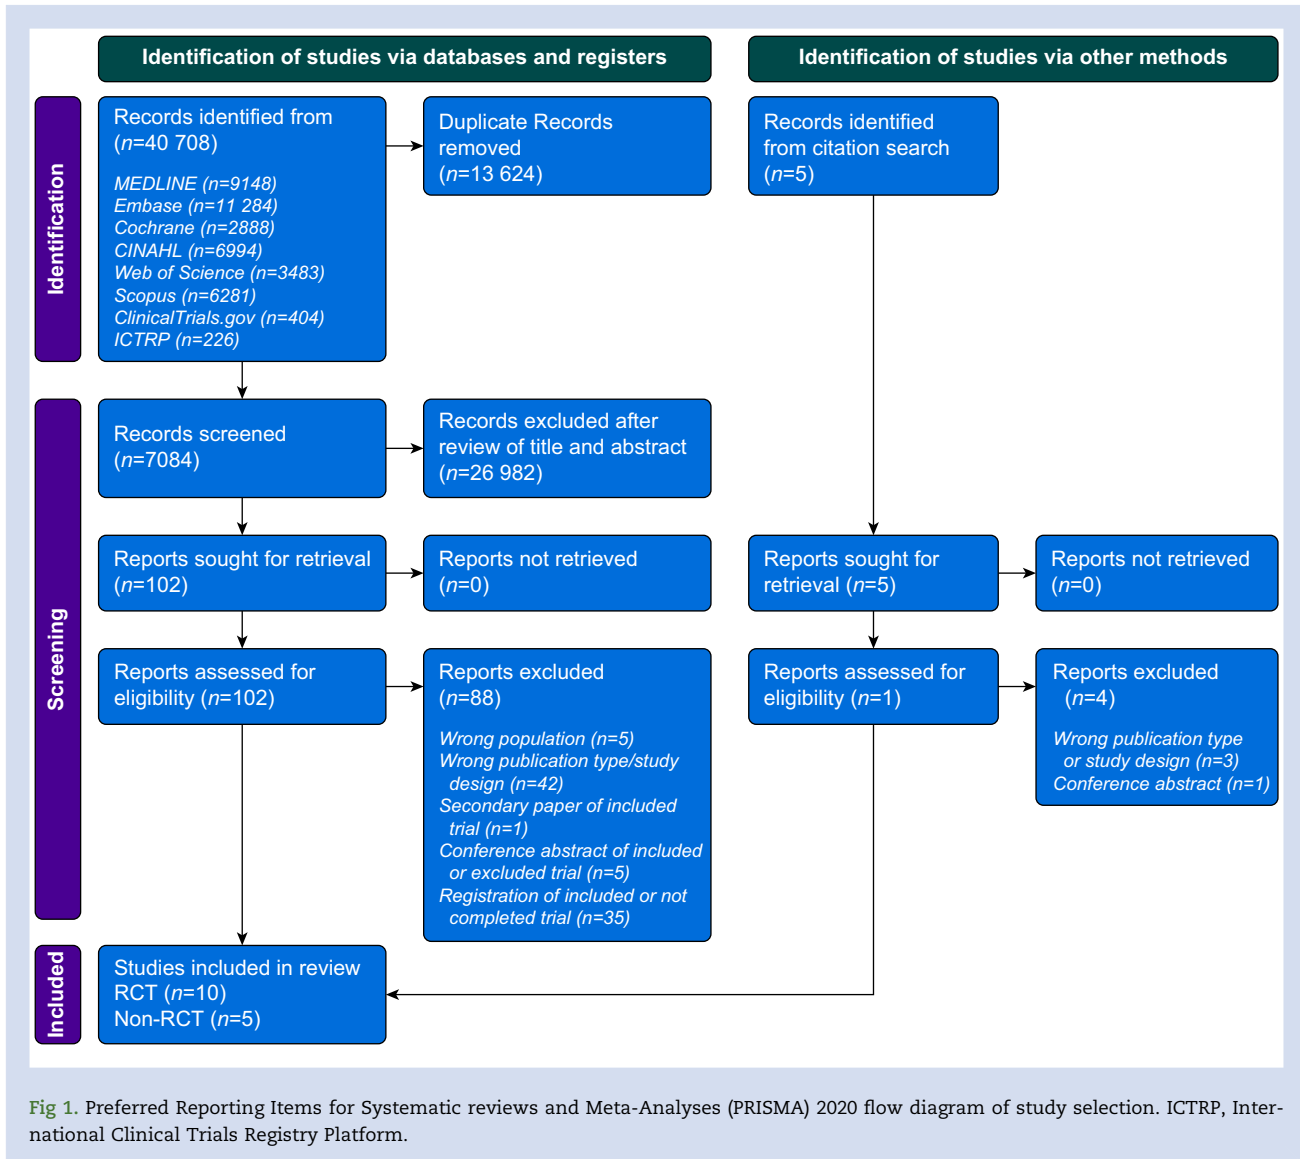 Identification of studies via databases and registers
Identification of studies via other methods
Identification
Records identified from
(n=40 708)
MEDLINE (n=9148)
Embase (n=11 284)
Cochrane (n=2888)
CINAHL (n=6994)
Web of Science (n=3483)
Scopus (n=6281)
ClinicalTrials.gov (n=404)
ICTRP (n=226)
Duplicate Records
removed
(n=13 624)
Records identified
from citation search
(n=5)
Screening
Records screened
(n=7084)
Records excluded after
review of title and abstract
(n=26 982)
Reports sought for retrieval
(n=102)
Reports not retrieved
(n=0)
Reports sought for
retrieval (n=5)
Reports not retrieved
(n=0)
Reports assessed for
eligibility (n=102)
Reports excluded
(n=88)
Wrong population (n=5)
Wrong publication type/study
design (n=42)
Secondary paper of included
trial (n=1)
Conference abstract of included
or excluded trial (n=5)
Registration of included or not
completed trial (n=35)
Reports assessed for
eligibility (n=1)
Reports excluded
(n=4)
Wrong publication type
or study design (n=3)
Conference abstract (n=1)
Included
Studies included in review
RCT (n=10)
Non-RCT (n=5)
Fig 1. Preferred Reporting Items for Systematic reviews and Meta-Analyses (PRISMA) 2020 flow diagram of study selection. ICTRP, Inter-
national Clinical Trials Registry Platform.